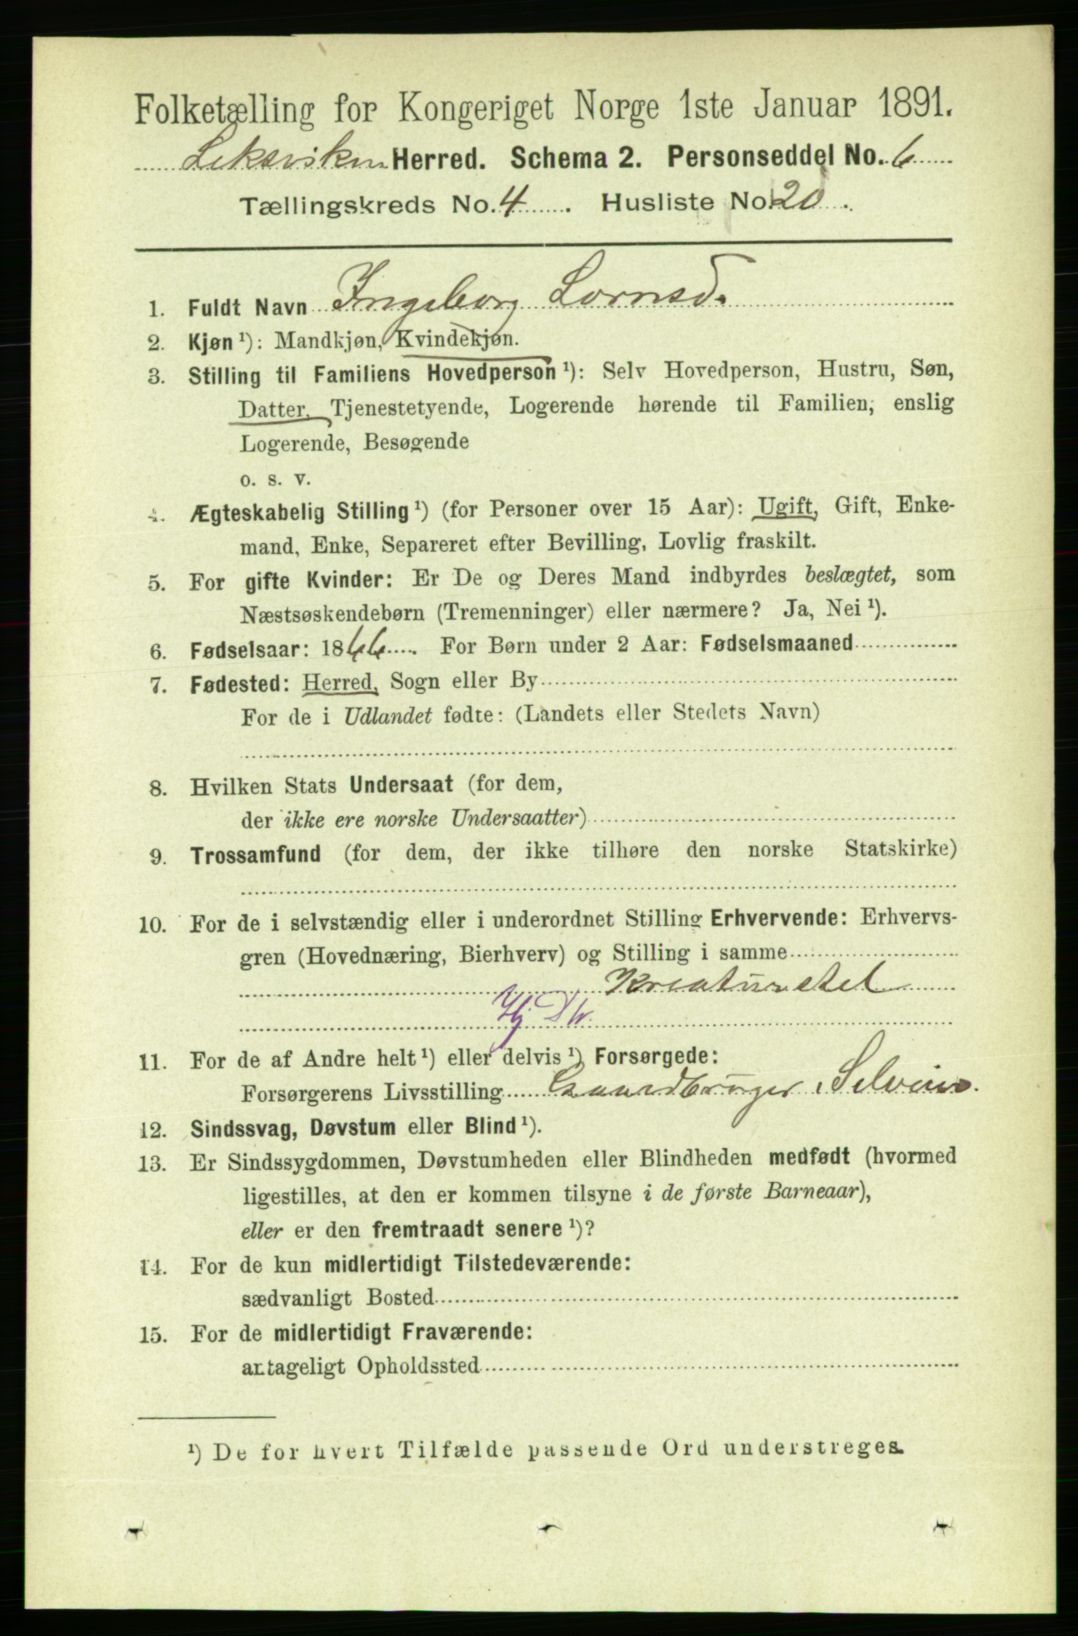 Folketælling for Kongeriget Norge 1ste Januar 1891.
Leksviken Herred. Schema 2. Personseddel No. 6
Tællingskreds No. 4. Husliste No. 20.
1. Fuldt Navn Ingeborg Lornsd.
2. Kjøn ¹): Mandkjøn, Kvindekjøn.
3. Stilling til Familiens Hovedperson ¹): Selv Hovedperson, Hustru, Søn,
Datter, Tjenestetyende, Logerende hørende til Familien, enslig
Logerende, Besøgende
o. s. v.
4. Ægteskabelig Stilling ¹) (for Personer over 15 Aar): Ugift, Gift, Enke-
mand, Enke, Separeret efter Bevilling, Lovlig fraskilt.
5. For gifte Kvinder: Er De og Deres Mand indbyrdes beslægtet, som
Næstsøskendebørn (Tremenninger) eller nærmere? Ja, Nei ¹).
6. Fødselsaar: 1866. For Børn under 2 Aar: Fødselsmaaned
7. Fødested: Herred, Sogn eller By
For de i Udlandet fødte: (Landets eller Stedets Navn)
8. Hvilken Stats Undersaat (for dem,
der ikke ere norske Undersaatter)
9. Trossamfund (for dem, der ikke tilhøre den norske Statskirke)
10. For de i selvstændig eller i underordnet Stilling Erhvervende: Erhvervs-
gren (Hovednæring, Bierhverv) og Stilling i samme
Kreaturstel
11. For de af Andre helt ¹) eller delvis ¹) Forsørgede:
Forsørgerens Livsstilling Gaardbruger, Selveier.
12. Sindssvag, Døvstum eller Blind ¹).
13. Er Sindssygdommen, Døvstumheden eller Blindheden medfødt (hvormed
ligestilles, at den er kommen tilsyne i de første Barneaar),
eller er den fremtraadt senere ¹)?
14. For de kun midlertidigt Tilstedeværende:
sædvanligt Bosted
15. For de midlertidigt Fraværende:
antageligt Opholdssted
¹) De for hvert Tilfælde passende Ord understreges.